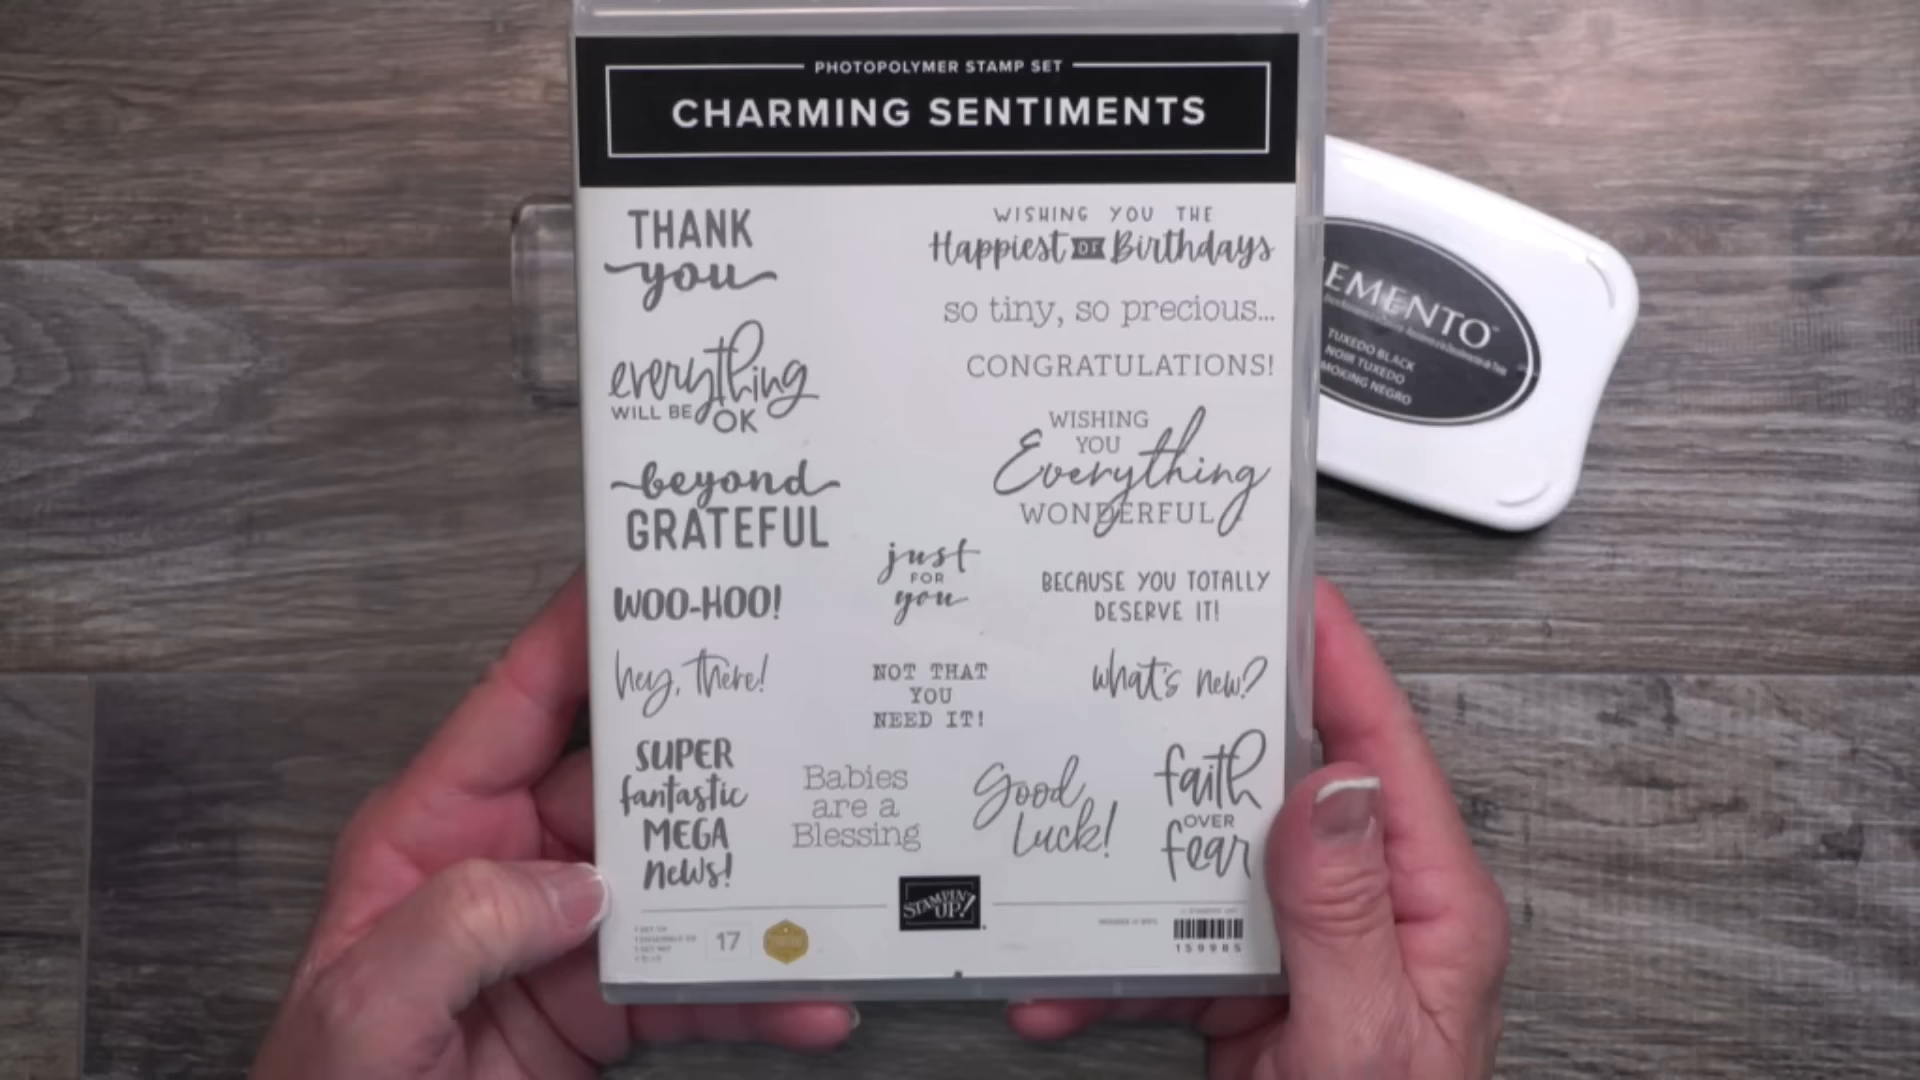 PHOTOPOLYMER STAMP SET
CHARMING SENTIMENTS
THANK
you
everything
WILL BE OK
beyond
GRATEFUL
WOO-HOO!
hey, there!
SUPER
fantastic
MEGA
news!
WISHING YOU THE
Happiest OF Birthdays
so tiny, so precious...
CONGRATULATIONS!
WISHING
YOU
Everything
WONDERFUL
just
FOR
you
BECAUSE YOU TOTALLY
DESERVE IT!
NOT THAT
YOU
NEED IT!
what's new?
Babies
are a
Blessing
Good
Luck!
faith
OVER
fear
STAMPIN'
UP!
17
159985
EMENTO
TUXEDO BLACK
NOIR TUXEDO
MOKING NEGRO